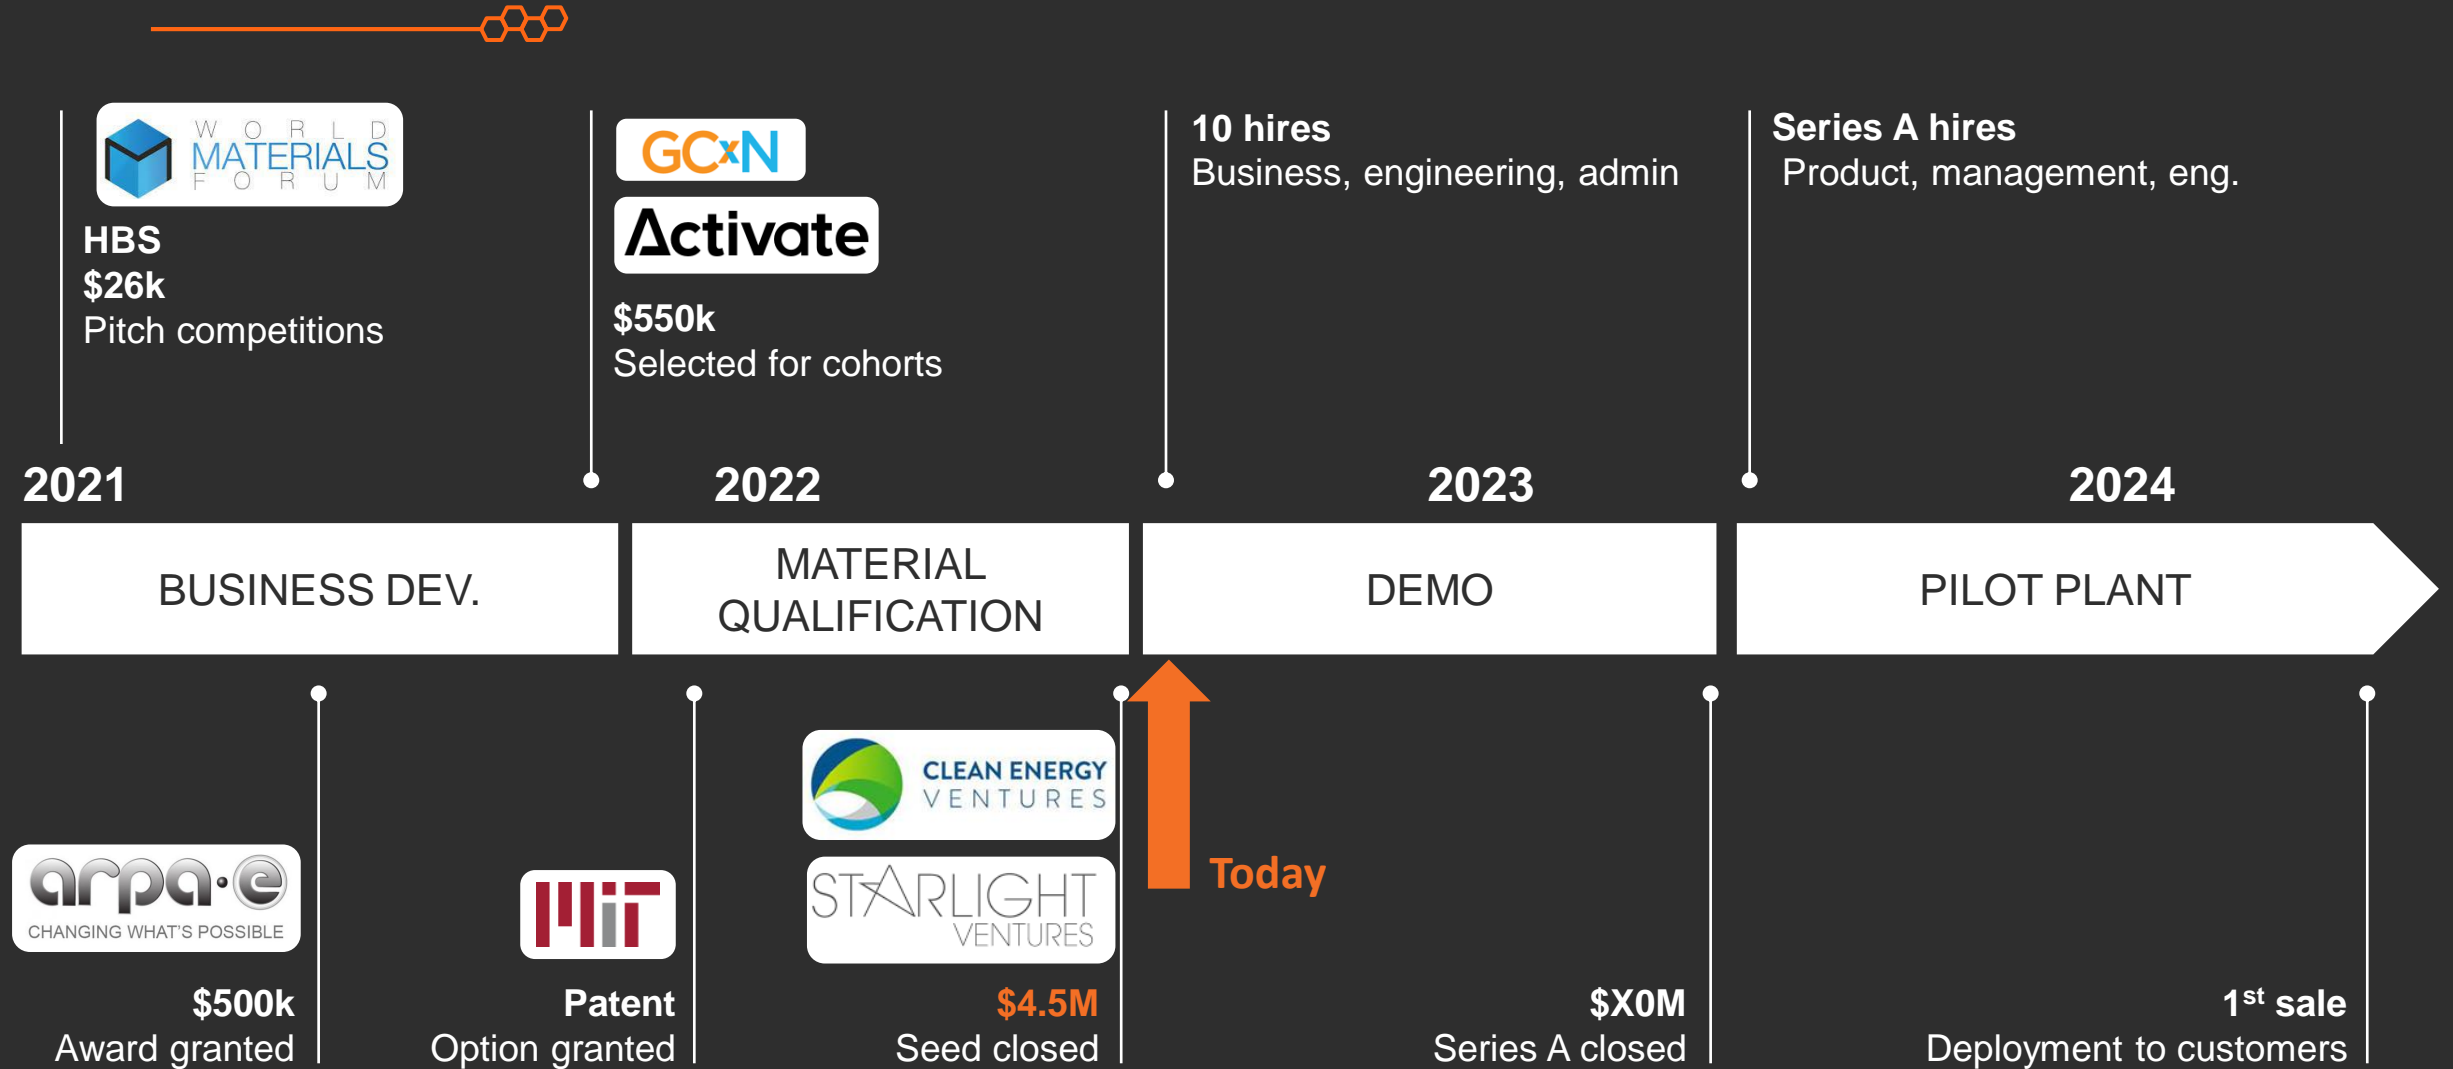 WORLD
MATERIALS
FORUM
HBS
$26k
Pitch competitions
GCxN
Activate
$550k
Selected for cohorts
10 hires
Business, engineering, admin
Series A hires
Product, management, eng.
2021
2022
2023
2024
BUSINESS DEV.
MATERIAL
QUALIFICATION
DEMO
PILOT PLANT
arpa·e
CHANGING WHAT'S POSSIBLE
$500k
Award granted
MIT
Patent
Option granted
CLEAN ENERGY
VENTURES
STARLIGHT
VENTURES
$4.5M
Seed closed
Today
$X0M
Series A closed
1st sale
Deployment to customers